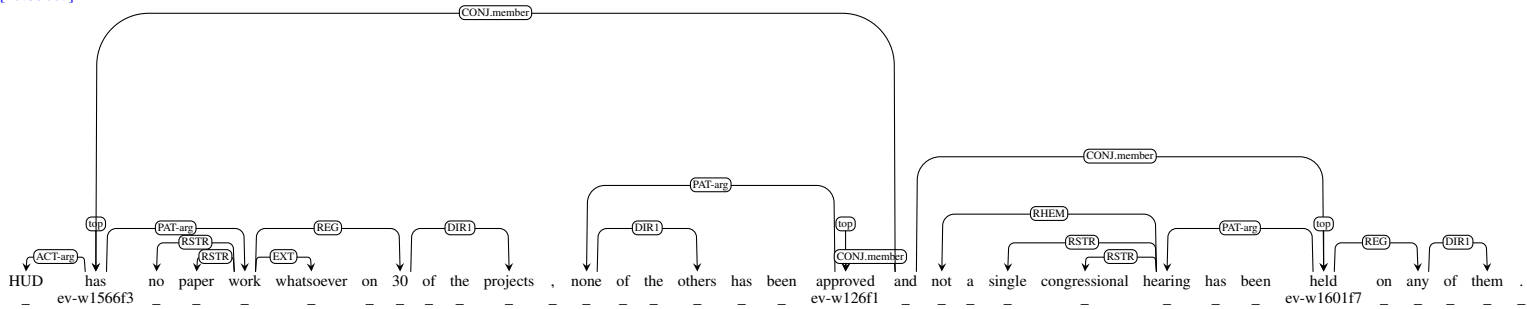 CONJ.member
CONJ.member
PAT-arg
top PAT-arg REG DIR1 DIR1 top RHEM PAT-arg top
RSTR RSTR REG DIR1
ACT-arg RSTR EXT CONJ.member RSTR
HUD has no paper work whatsoever on 30 of the projects , none of the others has been approved and not a single congressional hearing has been held on any of them .
_ ev-w1566f3 _ _ _ _ _ _ _ _ _ _ _ _ _ _ _ _ ev-w126f1 _ _ _ _ _ _ _ _ ev-w1601f7 _ _ _ _ _